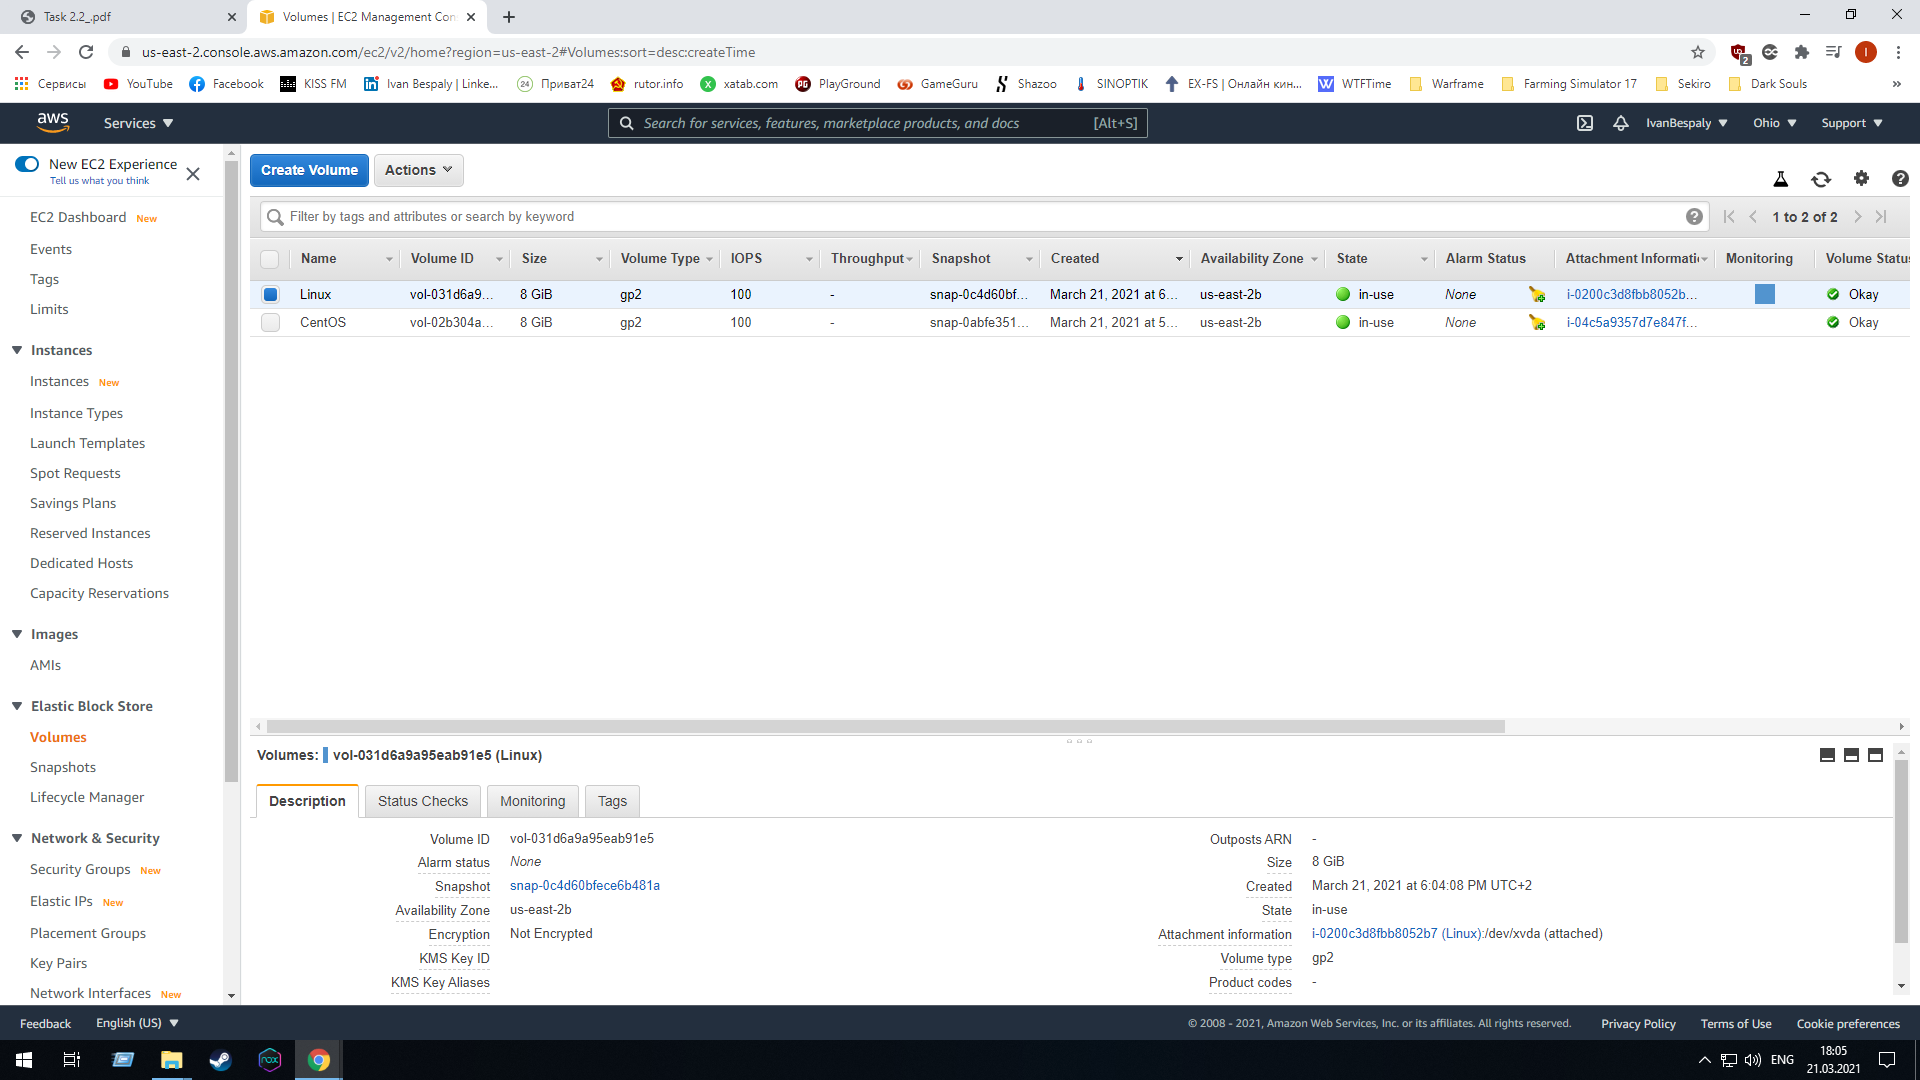 Task 2.2_.pdf
Volumes | EC2 Management Con
us-east-2.console.aws.amazon.com/ec2/v2/home?region=us-east-2#Volumes:sort=desc:createTime
2
I
Сервисы YouTube Facebook KISS FM Ivan Bespaly | Linke... 24 Приват24 rutor.info xatab.com PlayGround GameGuru Shazoo SINOPTIK EX-FS | Онлайн кин... WTFTime Warframe Farming Simulator 17 Sekiro Dark Souls »
aws Services Search for services, features, marketplace products, and docs [Alt+S] IvanBespaly Ohio Support
New EC2 Experience
Tell us what you think
EC2 Dashboard New
Events
Tags
Limits
Instances
Instances New
Instance Types
Launch Templates
Spot Requests
Savings Plans
Reserved Instances
Dedicated Hosts
Capacity Reservations
Images
AMIs
Elastic Block Store
Volumes
Snapshots
Lifecycle Manager
Network & Security
Security Groups New
Elastic IPs New
Placement Groups
Key Pairs
Network Interfaces New
Create Volume Actions
Filter by tags and attributes or search by keyword 1 to 2 of 2
Name Volume ID Size Volume Type IOPS Throughput Snapshot Created Availability Zone State Alarm Status Attachment Informati Monitoring Volume Status
Linux vol-031d6a9... 8 GiB gp2 100 - snap-0c4d60bf... March 21, 2021 at 6... us-east-2b in-use None i-0200c3d8fbb8052b... Okay
CentOS vol-02b304a... 8 GiB gp2 100 - snap-0abfe351... March 21, 2021 at 5... us-east-2b in-use None i-04c5a9357d7e847f... Okay
Volumes: vol-031d6a9a95eab91e5 (Linux)
Description Status Checks Monitoring Tags
Volume ID vol-031d6a9a95eab91e5
Alarm status None
Snapshot snap-0c4d60bfece6b481a
Availability Zone us-east-2b
Encryption Not Encrypted
KMS Key ID
KMS Key Aliases
Outposts ARN -
Size 8 GiB
Created March 21, 2021 at 6:04:08 PM UTC+2
State in-use
Attachment information i-0200c3d8fbb8052b7 (Linux):/dev/xvda (attached)
Volume type gp2
Product codes -
Feedback English (US) © 2008 - 2021, Amazon Web Services, Inc. or its affiliates. All rights reserved. Privacy Policy Terms of Use Cookie preferences
ENG 18:05
21.03.2021